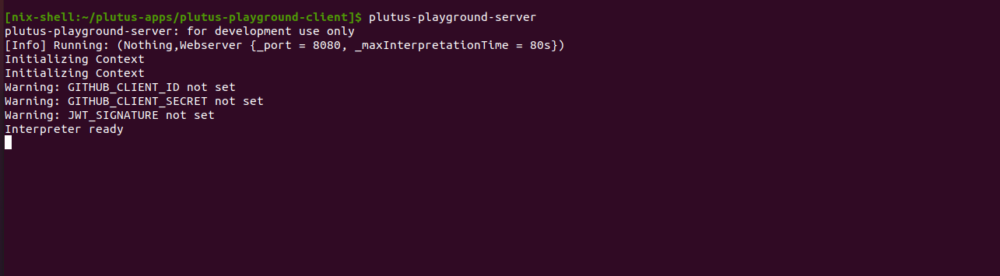 [nix-shell:~/plutus-apps/plutus-playground-client]$ plutus-playground-server
plutus-playground-server: for development use only
[Info] Running: (Nothing,Webserver {_port = 8080, _maxInterpretationTime = 80s})
Initializing Context
Initializing Context
Warning: GITHUB_CLIENT_ID not set
Warning: GITHUB_CLIENT_SECRET not set
Warning: JWT_SIGNATURE not set
Interpreter ready